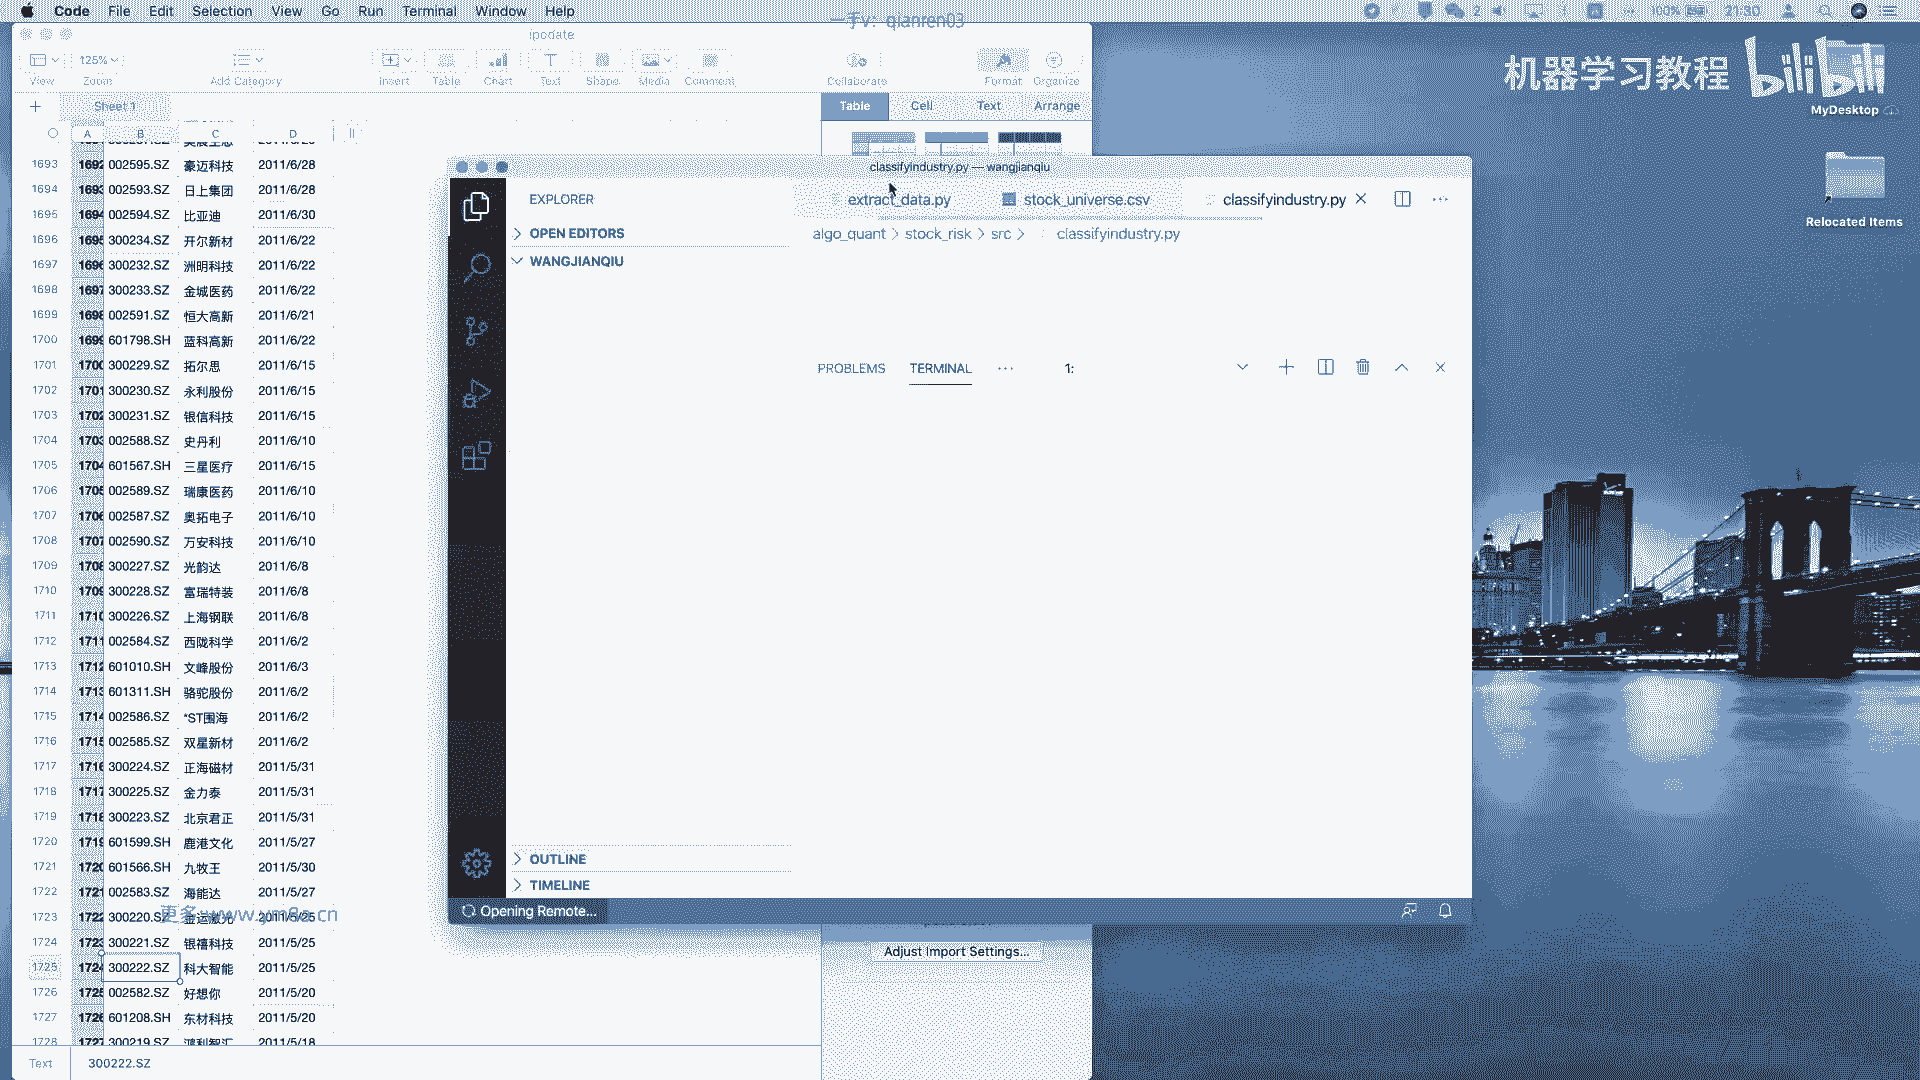 Code File Edit Selection View Go Run Terminal Window Help
2 100% 21:30
一手v：qianren03
机器学习教程 bilibili
MyDesktop
Relocated Items
ipodate
125%
View Zoom Add Category Insert Table Chart Text Shape Media Comment Collaborate Format Organize
Sheet 1
Table Cell Text Arrange
A B C D
1693 1692 002595.SZ 豪迈科技 2011/6/28
1694 1693 002593.SZ 日上集团 2011/6/28
1695 1694 002594.SZ 比亚迪 2011/6/30
1696 1695 300234.SZ 开尔新材 2011/6/22
1697 1696 300232.SZ 洲明科技 2011/6/22
1698 1697 300233.SZ 金城医药 2011/6/22
1699 1698 002591.SZ 恒大高新 2011/6/21
1700 1699 601798.SH 蓝科高新 2011/6/22
1701 1700 300229.SZ 拓尔思 2011/6/15
1702 1701 300230.SZ 永利股份 2011/6/15
1703 1702 300231.SZ 银信科技 2011/6/15
1704 1703 002588.SZ 史丹利 2011/6/10
1705 1704 601567.SH 三星医疗 2011/6/15
1706 1705 002589.SZ 瑞康医药 2011/6/10
1707 1706 002587.SZ 奥拓电子 2011/6/10
1708 1707 002590.SZ 万安科技 2011/6/10
1709 1708 300227.SZ 光韵达 2011/6/8
1710 1709 300228.SZ 富瑞特装 2011/6/8
1711 1710 300226.SZ 上海钢联 2011/6/8
1712 1711 002584.SZ 西陇科学 2011/6/2
1713 1712 601010.SH 文峰股份 2011/6/3
1714 1713 601311.SH 骆驼股份 2011/6/2
1715 1714 002586.SZ *ST围海 2011/6/2
1716 1715 002585.SZ 双星新材 2011/6/2
1717 1716 300224.SZ 正海磁材 2011/5/31
1718 1717 300225.SZ 金力泰 2011/5/31
1719 1718 300223.SZ 北京君正 2011/5/31
1720 1719 601599.SH 鹿港文化 2011/5/27
1721 1720 601566.SH 九牧王 2011/5/30
1722 1721 002583.SZ 海能达 2011/5/27
1723 1722 300220.SZ 金运激光 2011/5/25
1724 1723 300221.SZ 银禧科技 2011/5/25
1725 1724 300222.SZ 科大智能 2011/5/25
1726 1725 002582.SZ 好想你 2011/5/20
1727 1726 601208.SH 东材科技 2011/5/20
1728 1727 300219.SZ 鸿利智汇 2011/5/18
Text 300222.SZ
classifyindustry.py — wangjianqiu
EXPLORER
OPEN EDITORS
WANGJIANQIU
OUTLINE
TIMELINE
extract_data.py stock_universe.csv classifyindustry.py
algo_quant > stock_risk > src > classifyindustry.py
PROBLEMS TERMINAL ··· 1:
Opening Remote...
Adjust Import Settings...